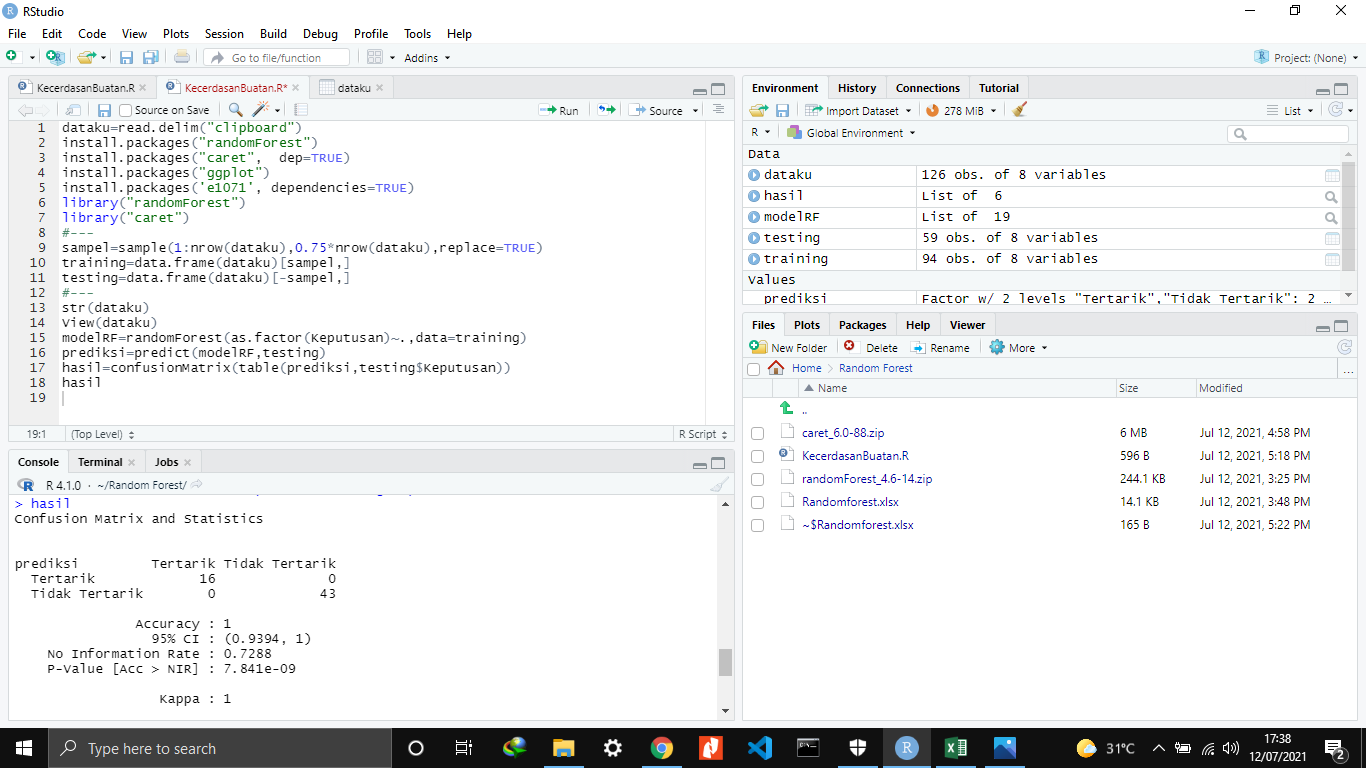 RStudio
File Edit Code View Plots Session Build Debug Profile Tools Help
Go to file/function Addins Project: (None)
KecerdasanBuatan.R KecerdasanBuatan.R* dataku
Source on Save Run Source
1 dataku=read.delim("clipboard")
2 install.packages("randomForest")
3 install.packages("caret", dep=TRUE)
4 install.packages("ggplot")
5 install.packages('e1071', dependencies=TRUE)
6 library("randomForest")
7 library("caret")
8 #---
9 sampel=sample(1:nrow(dataku),0.75*nrow(dataku),replace=TRUE)
10 training=data.frame(dataku)[sampel,]
11 testing=data.frame(dataku)[-sampel,]
12 #---
13 str(dataku)
14 View(dataku)
15 modelRF=randomForest(as.factor(Keputusan)~.,data=training)
16 prediksi=predict(modelRF,testing)
17 hasil=confusionMatrix(table(prediksi,testing$Keputusan))
18 hasil
19
19:1 (Top Level) R Script
Console Terminal Jobs
R 4.1.0 · ~/Random Forest/
> hasil
Confusion Matrix and Statistics
prediksi Tertarik Tidak Tertarik
Tertarik 16 0
Tidak Tertarik 0 43
Accuracy : 1
95% CI : (0.9394, 1)
No Information Rate : 0.7288
P-Value [Acc > NIR] : 7.841e-09
Kappa : 1
Environment History Connections Tutorial
Import Dataset 278 MiB List
R Global Environment
Data
dataku 126 obs. of 8 variables
hasil List of 6
modelRF List of 19
testing 59 obs. of 8 variables
training 94 obs. of 8 variables
Values
prediksi Factor w/ 2 levels "Tertarik","Tidak Tertarik": 2 …
Files Plots Packages Help Viewer
New Folder Delete Rename More
Home Random Forest ...
Name Size Modified
..
caret_6.0-88.zip 6 MB Jul 12, 2021, 4:58 PM
KecerdasanBuatan.R 596 B Jul 12, 2021, 5:18 PM
randomForest_4.6-14.zip 244.1 KB Jul 12, 2021, 3:25 PM
Randomforest.xlsx 14.1 KB Jul 12, 2021, 3:48 PM
~$Randomforest.xlsx 165 B Jul 12, 2021, 5:22 PM
Type here to search
31°C
17:38
12/07/2021
2